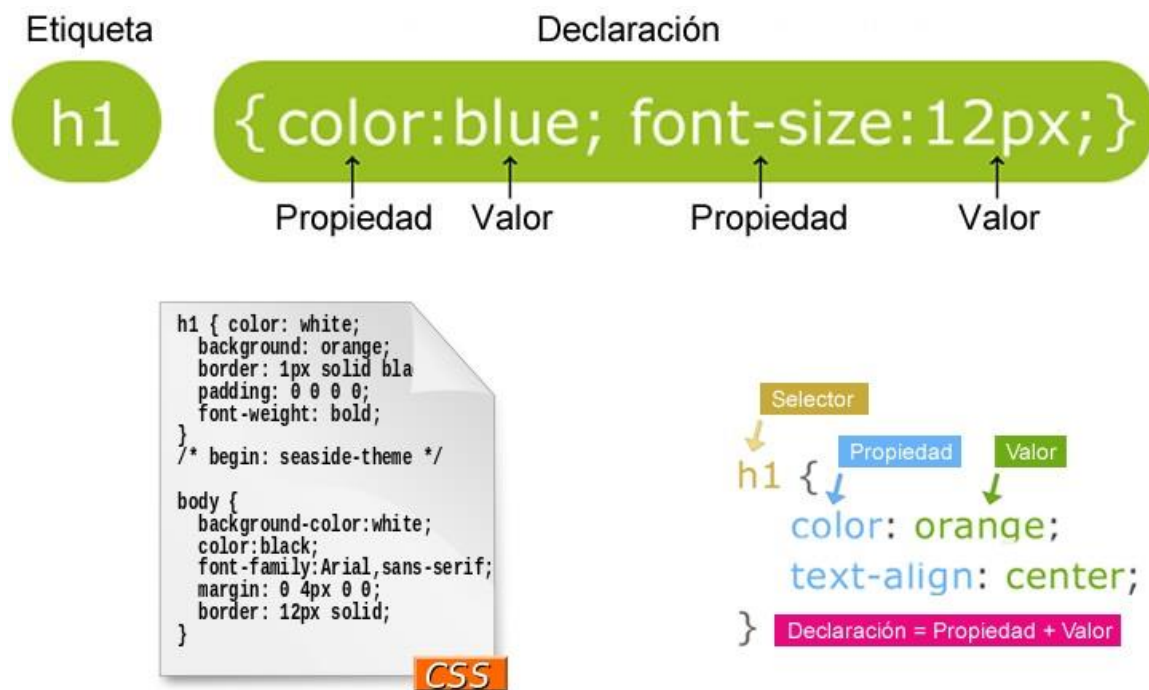 Etiqueta Declaración
h1 { color:blue; font-size:12px; }
Propiedad Valor Propiedad Valor
h1 { color: white;
background: orange;
border: 1px solid bla
padding: 0 0 0 0;
font-weight: bold;
}
/* begin: seaside-theme */
body {
background-color:white;
color:black;
font-family:Arial,sans-serif;
margin: 0 4px 0 0;
border: 12px solid;
}
CSS
Selector
Propiedad Valor
h1 {
color: orange;
text-align: center;
} Declaración = Propiedad + Valor